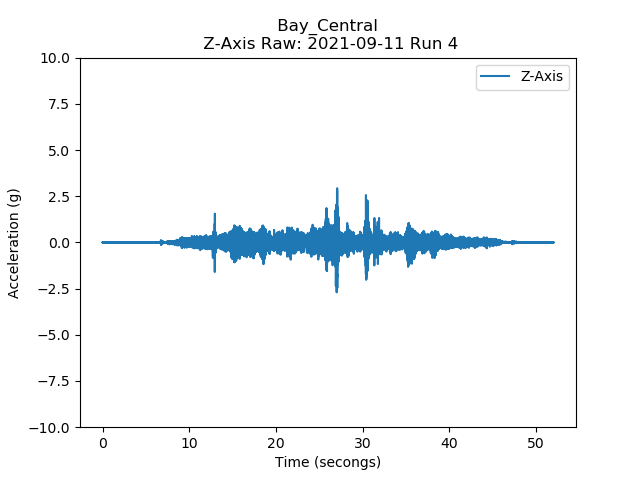 Bay_Central
Z-Axis Raw: 2021-09-11 Run 4
Z-Axis
10.0
7.5
5.0
2.5
0.0
−2.5
−5.0
−7.5
−10.0
Acceleration (g)
0 10 20 30 40 50
Time (secongs)